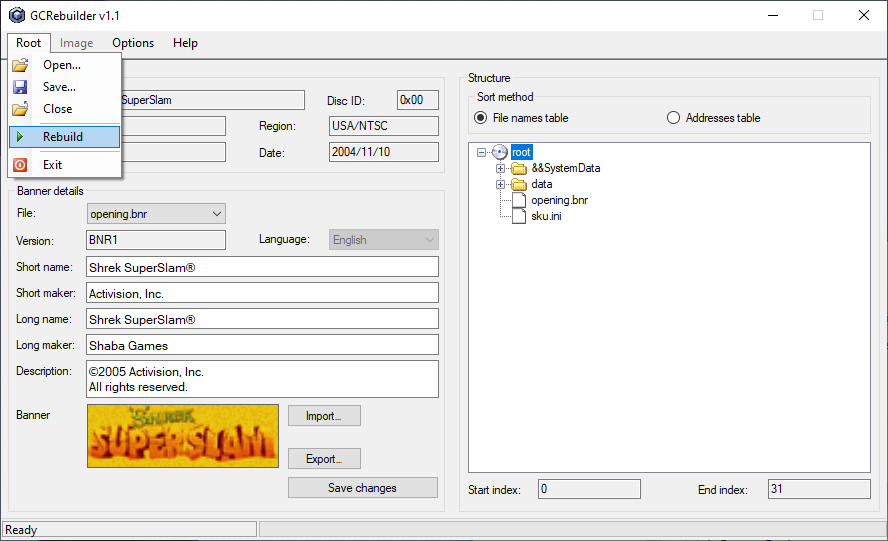 GCRebuilder v1.1
Root Image Options Help
Open...
Save...
Close
Rebuild
Exit
SuperSlam
Disc ID: 0x00
Region: USA/NTSC
Date: 2004/11/10
Banner details
File: opening.bnr
Version: BNR1
Language: English
Short name: Shrek SuperSlam®
Short maker: Activision, Inc.
Long name: Shrek SuperSlam®
Long maker: Shaba Games
Description: ©2005 Activision, Inc.
All rights reserved.
Banner
SHREK
SUPERSLAM
Import...
Export...
Save changes
Structure
Sort method
File names table Addresses table
root
&&SystemData
data
opening.bnr
sku.ini
Start index: 0 End index: 31
Ready